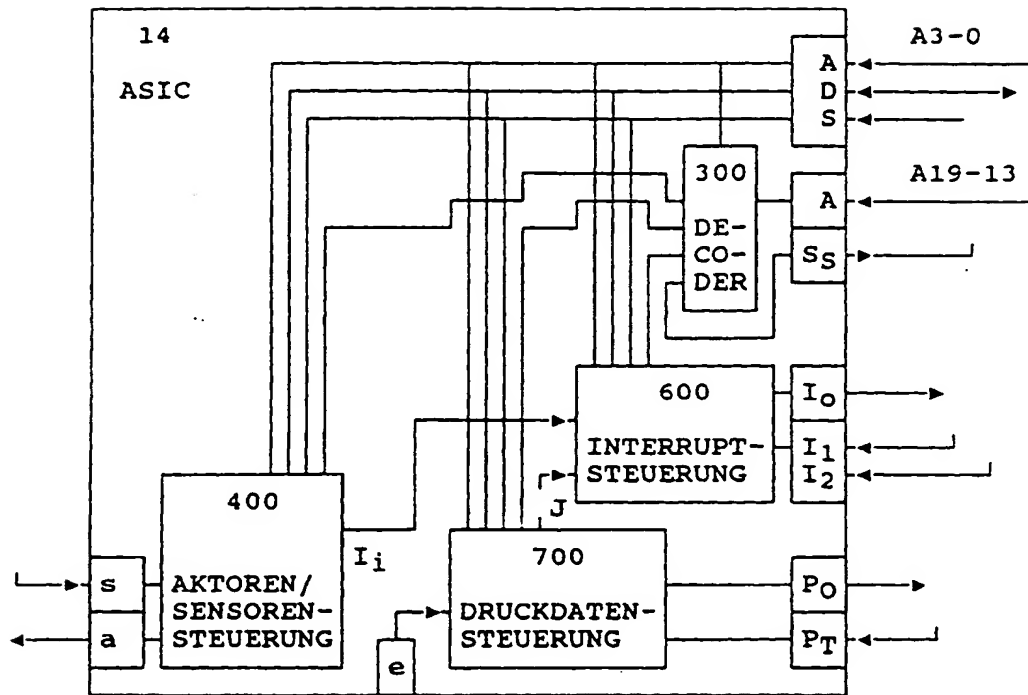 14
A3-0
ASIC
A
D
S
300
A19-13
A
DE-
CO-
DER
SS
600
IO
INTERRUPT-
STEUERUNG
I1
I2
400
J
Ii
700
s
AKTOREN/
SENSOREN-
STEUERUNG
a
DRUCKDATEN-
STEUERUNG
PO
PT
e